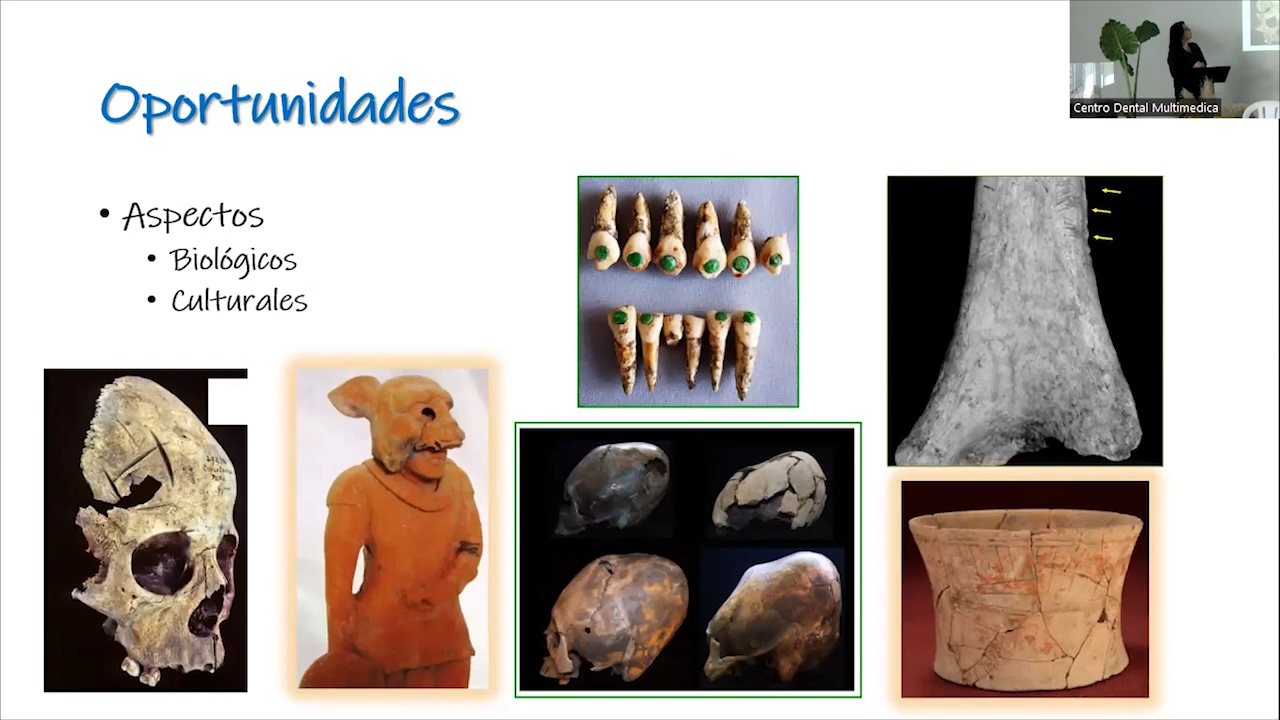 Oportunidades
• Aspectos
• Biológicos
• Culturales
Centro Dental Multimedica